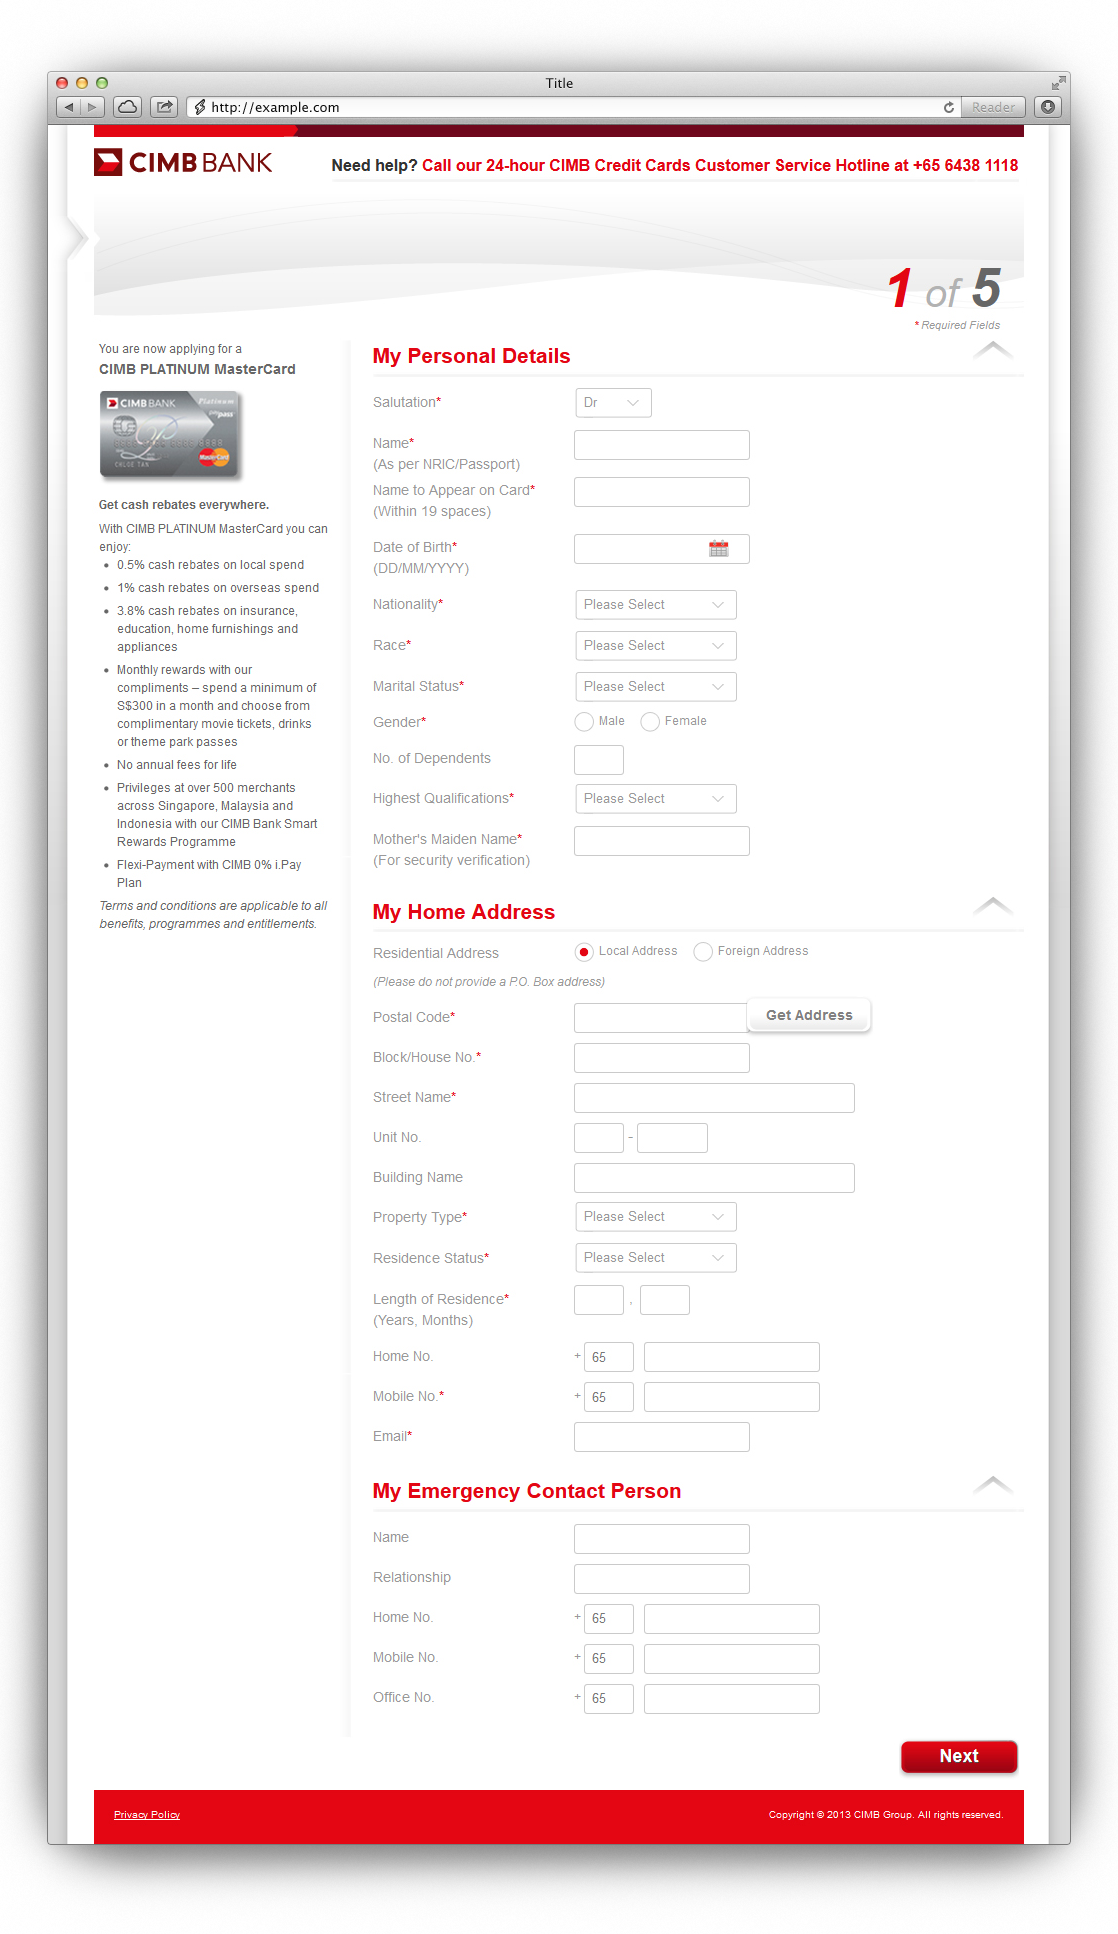 Title
http://example.com
Reader
CIMB BANK
Need help? Call our 24-hour CIMB Credit Cards Customer Service Hotline at +65 6438 1118
1 of 5
* Required Fields
You are now applying for a
CIMB PLATINUM MasterCard
CIMB BANK Platinum
CHLOE TAN
MasterCard
Get cash rebates everywhere.
With CIMB PLATINUM MasterCard you can
enjoy:
• 0.5% cash rebates on local spend
• 1% cash rebates on overseas spend
• 3.8% cash rebates on insurance,
education, home furnishings and
appliances
• Monthly rewards with our
compliments – spend a minimum of
S$300 in a month and choose from
complimentary movie tickets, drinks
or theme park passes
• No annual fees for life
• Privileges at over 500 merchants
across Singapore, Malaysia and
Indonesia with our CIMB Bank Smart
Rewards Programme
• Flexi-Payment with CIMB 0% i.Pay
Plan
Terms and conditions are applicable to all
benefits, programmes and entitlements.
My Personal Details
Salutation* Dr
Name*
(As per NRIC/Passport)
Name to Appear on Card*
(Within 19 spaces)
Date of Birth*
(DD/MM/YYYY)
Nationality* Please Select
Race* Please Select
Marital Status* Please Select
Gender* Male Female
No. of Dependents
Highest Qualifications* Please Select
Mother's Maiden Name*
(For security verification)
My Home Address
Residential Address Local Address Foreign Address
(Please do not provide a P.O. Box address)
Postal Code* Get Address
Block/House No.*
Street Name*
Unit No. -
Building Name
Property Type* Please Select
Residence Status* Please Select
Length of Residence* ,
(Years, Months)
Home No. + 65
Mobile No.* + 65
Email*
My Emergency Contact Person
Name
Relationship
Home No. + 65
Mobile No. + 65
Office No. + 65
Next
Privacy Policy
Copyright © 2013 CIMB Group. All rights reserved.